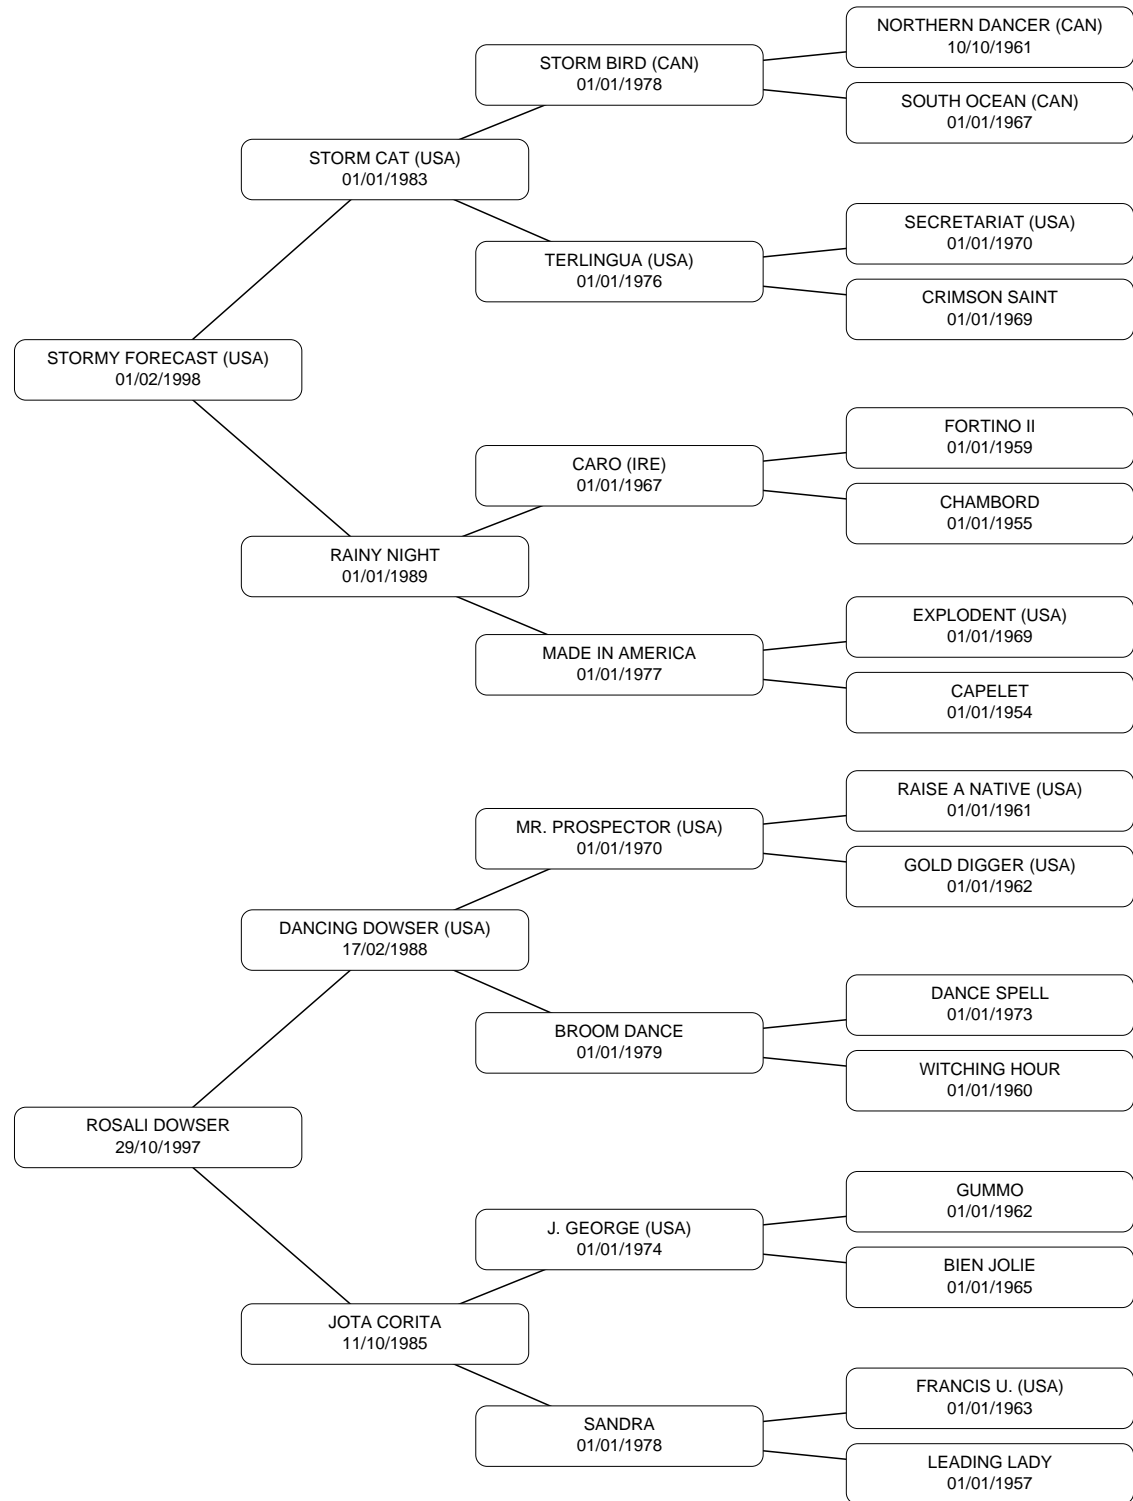 NORTHERN DANCER (CAN)
10/10/1961
STORM BIRD (CAN)
01/01/1978
SOUTH OCEAN (CAN)
01/01/1967
STORM CAT (USA)
01/01/1983
SECRETARIAT (USA)
01/01/1970
TERLINGUA (USA)
01/01/1976
CRIMSON SAINT
01/01/1969
STORMY FORECAST (USA)
01/02/1998
FORTINO II
01/01/1959
CARO (IRE)
01/01/1967
CHAMBORD
01/01/1955
RAINY NIGHT
01/01/1989
EXPLODENT (USA)
01/01/1969
MADE IN AMERICA
01/01/1977
CAPELET
01/01/1954
RAISE A NATIVE (USA)
01/01/1961
MR. PROSPECTOR (USA)
01/01/1970
GOLD DIGGER (USA)
01/01/1962
DANCING DOWSER (USA)
17/02/1988
DANCE SPELL
01/01/1973
BROOM DANCE
01/01/1979
WITCHING HOUR
01/01/1960
ROSALI DOWSER
29/10/1997
GUMMO
01/01/1962
J. GEORGE (USA)
01/01/1974
BIEN JOLIE
01/01/1965
JOTA CORITA
11/10/1985
FRANCIS U. (USA)
01/01/1963
SANDRA
01/01/1978
LEADING LADY
01/01/1957